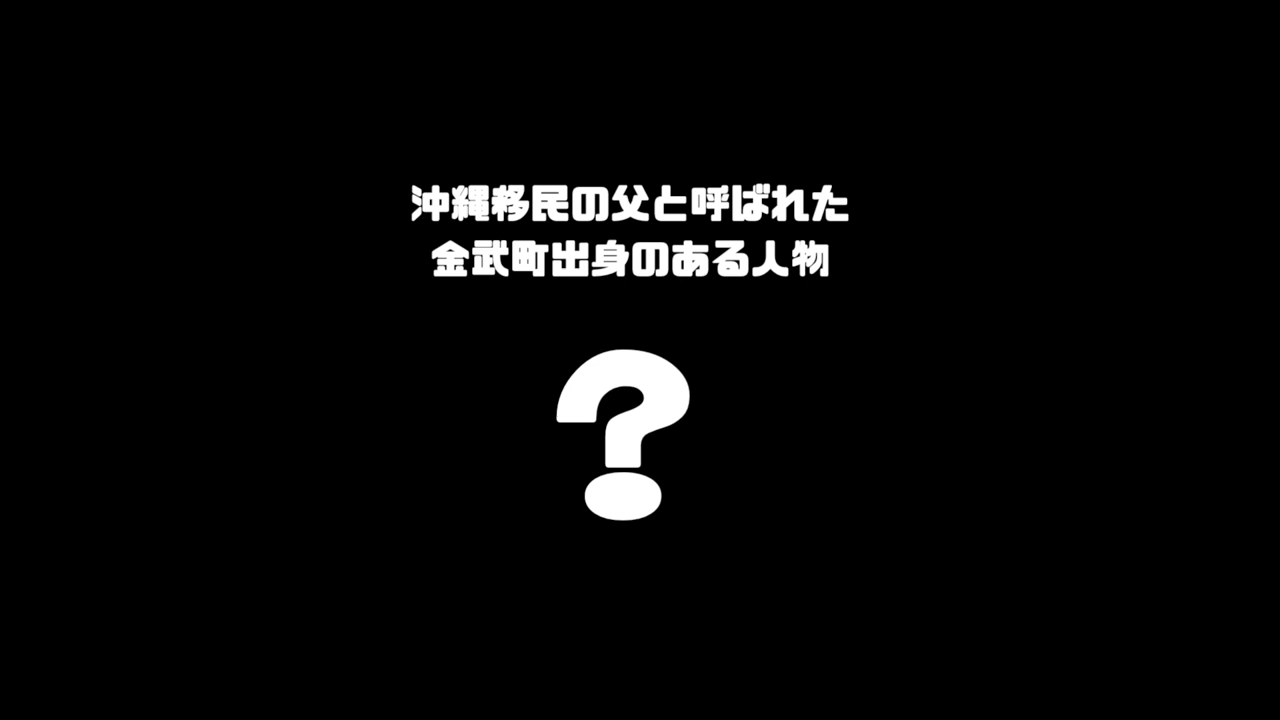 沖縄移民の父と呼ばれた
金武町出身のある人物
?